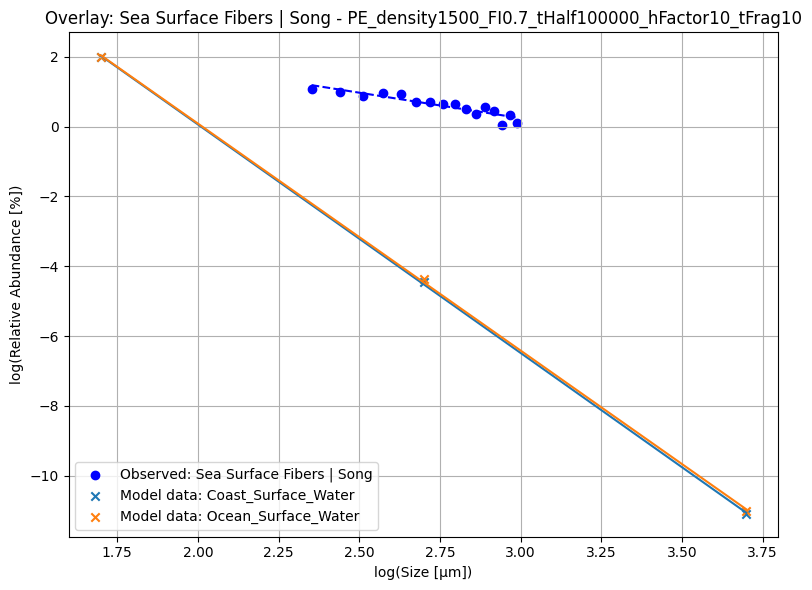 Overlay: Sea Surface Fibers | Song - PE_density1500_FI0.7_tHalf100000_hFactor10_tFrag10
log(Relative Abundance [%])
2
0
−2
−4
−6
−8
−10
Observed: Sea Surface Fibers | Song
Model data: Coast_Surface_Water
Model data: Ocean_Surface_Water
1.75 2.00 2.25 2.50 2.75 3.00 3.25 3.50 3.75
log(Size [µm])